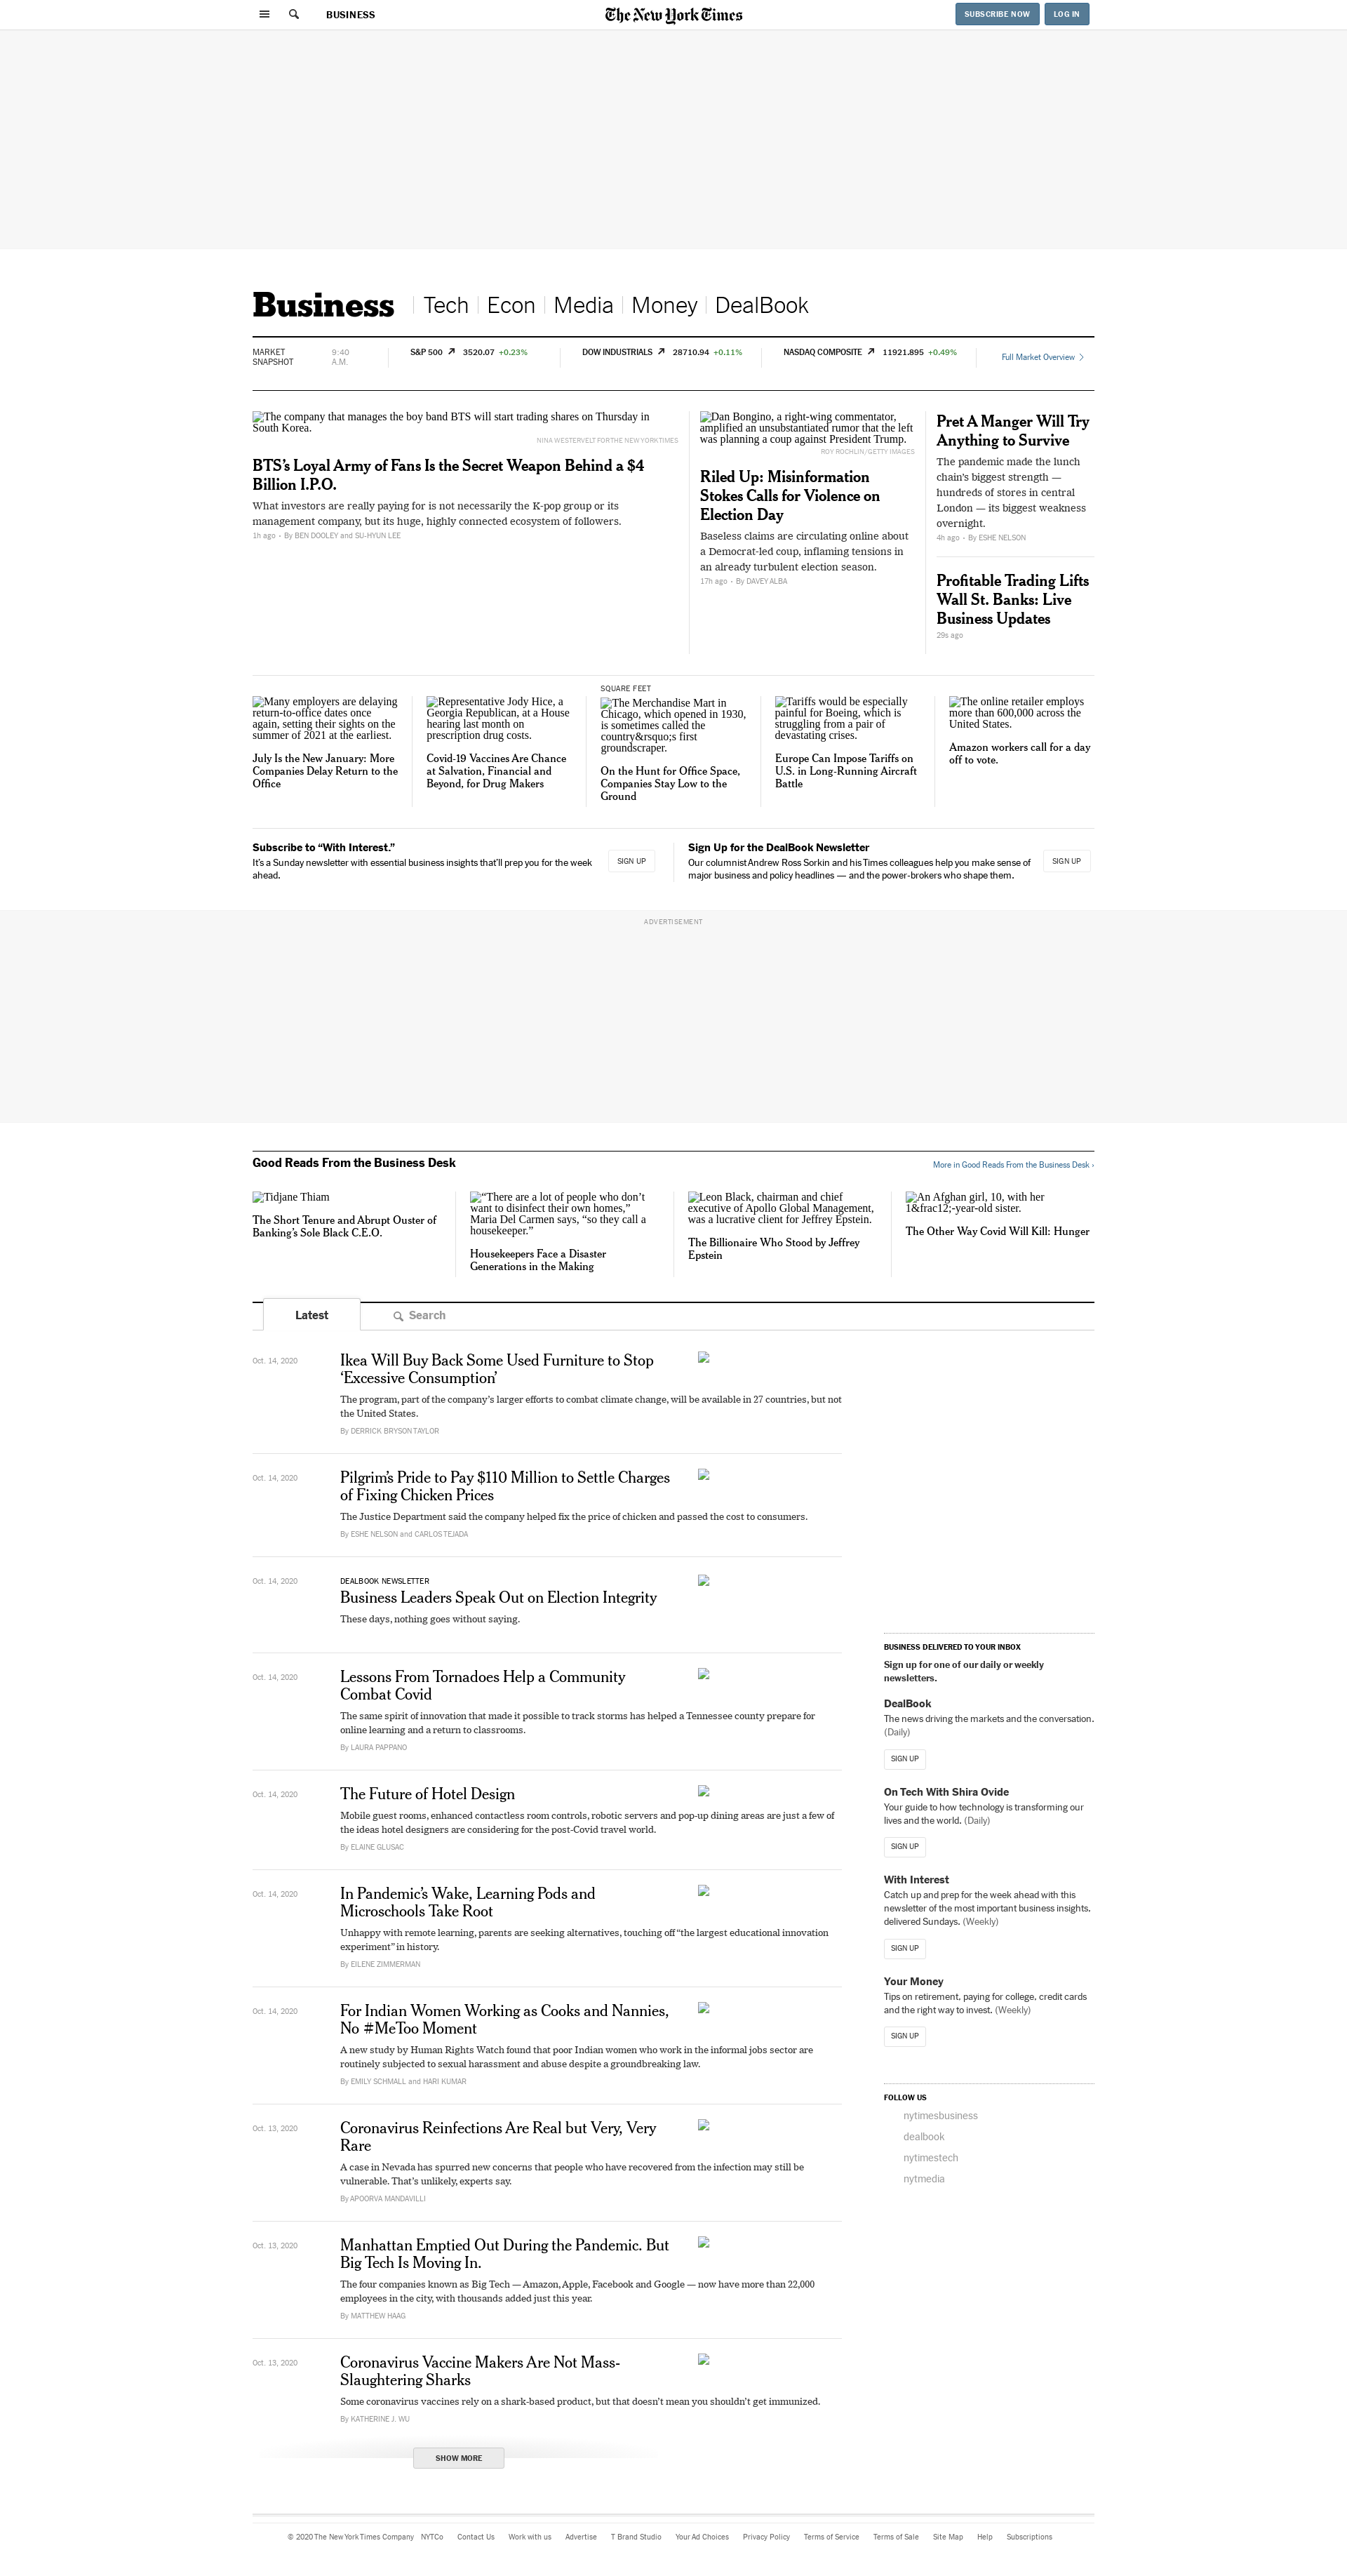 BUSINESS
The New York Times
SUBSCRIBE NOW
LOG IN
Business
Tech
Econ
Media
Money
DealBook
MARKET
SNAPSHOT
9:40
A.M.
S&P 500 3520.07 +0.23%
DOW INDUSTRIALS 28710.94 +0.11%
NASDAQ COMPOSITE 11921.895 +0.49%
Full Market Overview
The company that manages the boy band BTS will start trading shares on Thursday in
South Korea.
NINA WESTERVELT FOR THE NEW YORK TIMES
BTS’s Loyal Army of Fans Is the Secret Weapon Behind a $4
Billion I.P.O.
What investors are really paying for is not necessarily the K-pop group or its
management company, but its huge, highly connected ecosystem of followers.
1h ago • By BEN DOOLEY and SU-HYUN LEE
Dan Bongino, a right-wing commentator,
amplified an unsubstantiated rumor that the left
was planning a coup against President Trump.
ROY ROCHLIN/GETTY IMAGES
Riled Up: Misinformation
Stokes Calls for Violence on
Election Day
Baseless claims are circulating online about
a Democrat-led coup, inflaming tensions in
an already turbulent election season.
17h ago • By DAVEY ALBA
Pret A Manger Will Try
Anything to Survive
The pandemic made the lunch
chain’s biggest strength —
hundreds of stores in central
London — its biggest weakness
overnight.
4h ago • By ESHE NELSON
Profitable Trading Lifts
Wall St. Banks: Live
Business Updates
29s ago
Many employers are delaying
return-to-office dates once
again, setting their sights on the
summer of 2021 at the earliest.
July Is the New January: More
Companies Delay Return to the
Office
Representative Jody Hice, a
Georgia Republican, at a House
hearing last month on
prescription drug costs.
Covid-19 Vaccines Are Chance
at Salvation, Financial and
Beyond, for Drug Makers
SQUARE FEET
The Merchandise Mart in
Chicago, which opened in 1930,
is sometimes called the
country&rsquo;s first
groundscraper.
On the Hunt for Office Space,
Companies Stay Low to the
Ground
Tariffs would be especially
painful for Boeing, which is
struggling from a pair of
devastating crises.
Europe Can Impose Tariffs on
U.S. in Long-Running Aircraft
Battle
The online retailer employs
more than 600,000 across the
United States.
Amazon workers call for a day
off to vote.
Subscribe to “With Interest.”
It’s a Sunday newsletter with essential business insights that’ll prep you for the week
ahead.
SIGN UP
Sign Up for the DealBook Newsletter
Our columnist Andrew Ross Sorkin and his Times colleagues help you make sense of
major business and policy headlines — and the power-brokers who shape them.
SIGN UP
ADVERTISEMENT
Good Reads From the Business Desk
More in Good Reads From the Business Desk ›
Tidjane Thiam
The Short Tenure and Abrupt Ouster of
Banking’s Sole Black C.E.O.
“There are a lot of people who don’t
want to disinfect their own homes,”
Maria Del Carmen says, “so they call a
housekeeper.”
Housekeepers Face a Disaster
Generations in the Making
Leon Black, chairman and chief
executive of Apollo Global Management,
was a lucrative client for Jeffrey Epstein.
The Billionaire Who Stood by Jeffrey
Epstein
An Afghan girl, 10, with her
1&frac12;-year-old sister.
The Other Way Covid Will Kill: Hunger
Latest
Search
Oct. 14, 2020
Ikea Will Buy Back Some Used Furniture to Stop
‘Excessive Consumption’
The program, part of the company’s larger efforts to combat climate change, will be available in 27 countries, but not
the United States.
By DERRICK BRYSON TAYLOR
Oct. 14, 2020
Pilgrim’s Pride to Pay $110 Million to Settle Charges
of Fixing Chicken Prices
The Justice Department said the company helped fix the price of chicken and passed the cost to consumers.
By ESHE NELSON and CARLOS TEJADA
Oct. 14, 2020
DEALBOOK NEWSLETTER
Business Leaders Speak Out on Election Integrity
These days, nothing goes without saying.
Oct. 14, 2020
Lessons From Tornadoes Help a Community
Combat Covid
The same spirit of innovation that made it possible to track storms has helped a Tennessee county prepare for
online learning and a return to classrooms.
By LAURA PAPPANO
Oct. 14, 2020
The Future of Hotel Design
Mobile guest rooms, enhanced contactless room controls, robotic servers and pop-up dining areas are just a few of
the ideas hotel designers are considering for the post-Covid travel world.
By ELAINE GLUSAC
Oct. 14, 2020
In Pandemic’s Wake, Learning Pods and
Microschools Take Root
Unhappy with remote learning, parents are seeking alternatives, touching off “the largest educational innovation
experiment” in history.
By EILENE ZIMMERMAN
Oct. 14, 2020
For Indian Women Working as Cooks and Nannies,
No #MeToo Moment
A new study by Human Rights Watch found that poor Indian women who work in the informal jobs sector are
routinely subjected to sexual harassment and abuse despite a groundbreaking law.
By EMILY SCHMALL and HARI KUMAR
Oct. 13, 2020
Coronavirus Reinfections Are Real but Very, Very
Rare
A case in Nevada has spurred new concerns that people who have recovered from the infection may still be
vulnerable. That’s unlikely, experts say.
By APOORVA MANDAVILLI
Oct. 13, 2020
Manhattan Emptied Out During the Pandemic. But
Big Tech Is Moving In.
The four companies known as Big Tech — Amazon, Apple, Facebook and Google — now have more than 22,000
employees in the city, with thousands added just this year.
By MATTHEW HAAG
Oct. 13, 2020
Coronavirus Vaccine Makers Are Not Mass-
Slaughtering Sharks
Some coronavirus vaccines rely on a shark-based product, but that doesn’t mean you shouldn’t get immunized.
By KATHERINE J. WU
SHOW MORE
BUSINESS DELIVERED TO YOUR INBOX
Sign up for one of our daily or weekly
newsletters.
DealBook
The news driving the markets and the conversation.
(Daily)
SIGN UP
On Tech With Shira Ovide
Your guide to how technology is transforming our
lives and the world. (Daily)
SIGN UP
With Interest
Catch up and prep for the week ahead with this
newsletter of the most important business insights,
delivered Sundays. (Weekly)
SIGN UP
Your Money
Tips on retirement, paying for college, credit cards
and the right way to invest. (Weekly)
SIGN UP
FOLLOW US
nytimesbusiness
dealbook
nytimestech
nytmedia
© 2020 The New York Times Company NYTCo Contact Us Work with us Advertise T Brand Studio Your Ad Choices Privacy Policy Terms of Service Terms of Sale Site Map Help Subscriptions